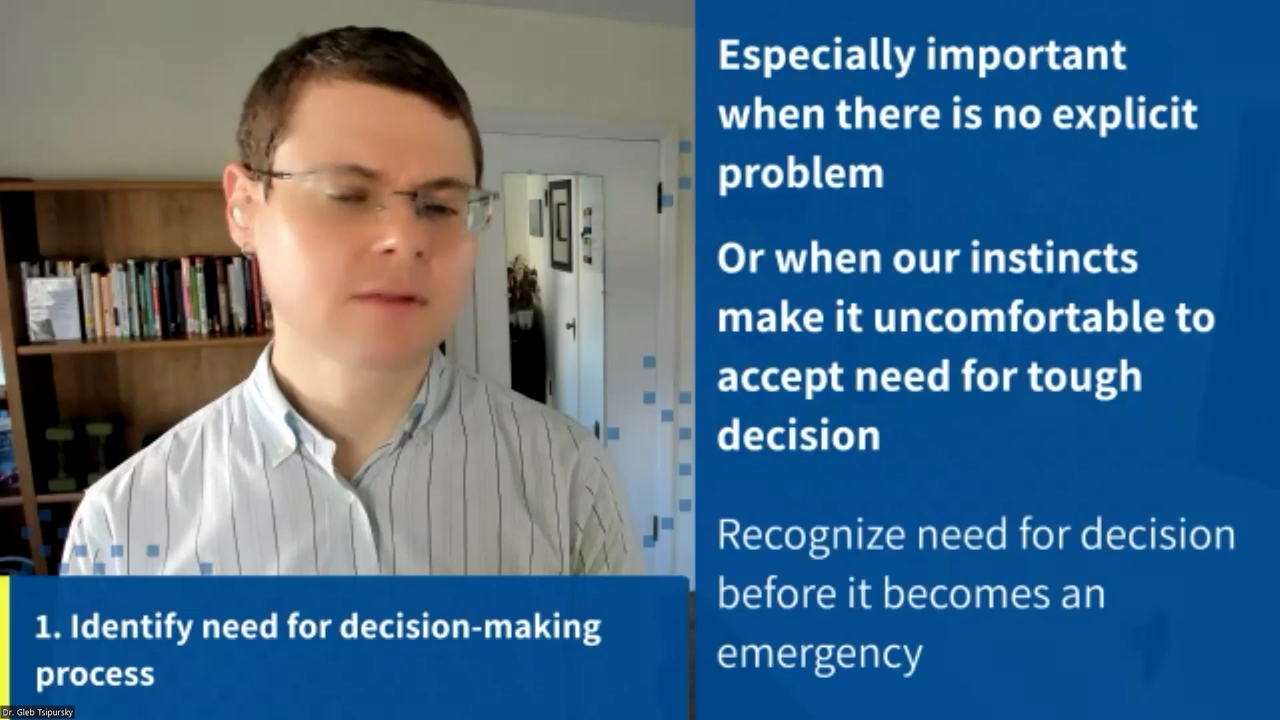 Especially important
when there is no explicit
problem
Or when our instincts
make it uncomfortable to
accept need for tough
decision
Recognize need for decision
before it becomes an
emergency
1. Identify need for decision-making
process
Dr. Gleb Tsipursky